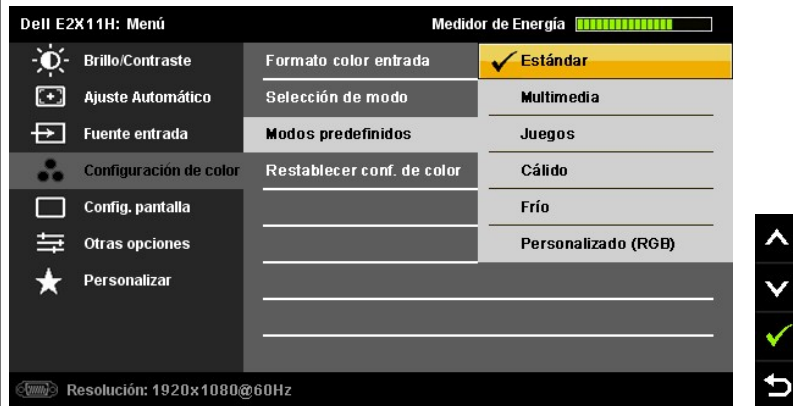 Dell E2X11H: Menú Medidor de Energía
Brillo/Contraste Formato color entrada Estándar
Ajuste Automático Selección de modo Multimedia
Fuente entrada Modos predefinidos Juegos
Configuración de color Restablecer conf. de color Cálido
Config. pantalla Frío
Otras opciones Personalizado (RGB)
Personalizar
Resolución: 1920x1080@60Hz